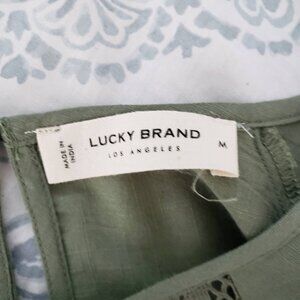 MADE IN
INDIA
LUCKY BRAND
LOS ANGELES
M